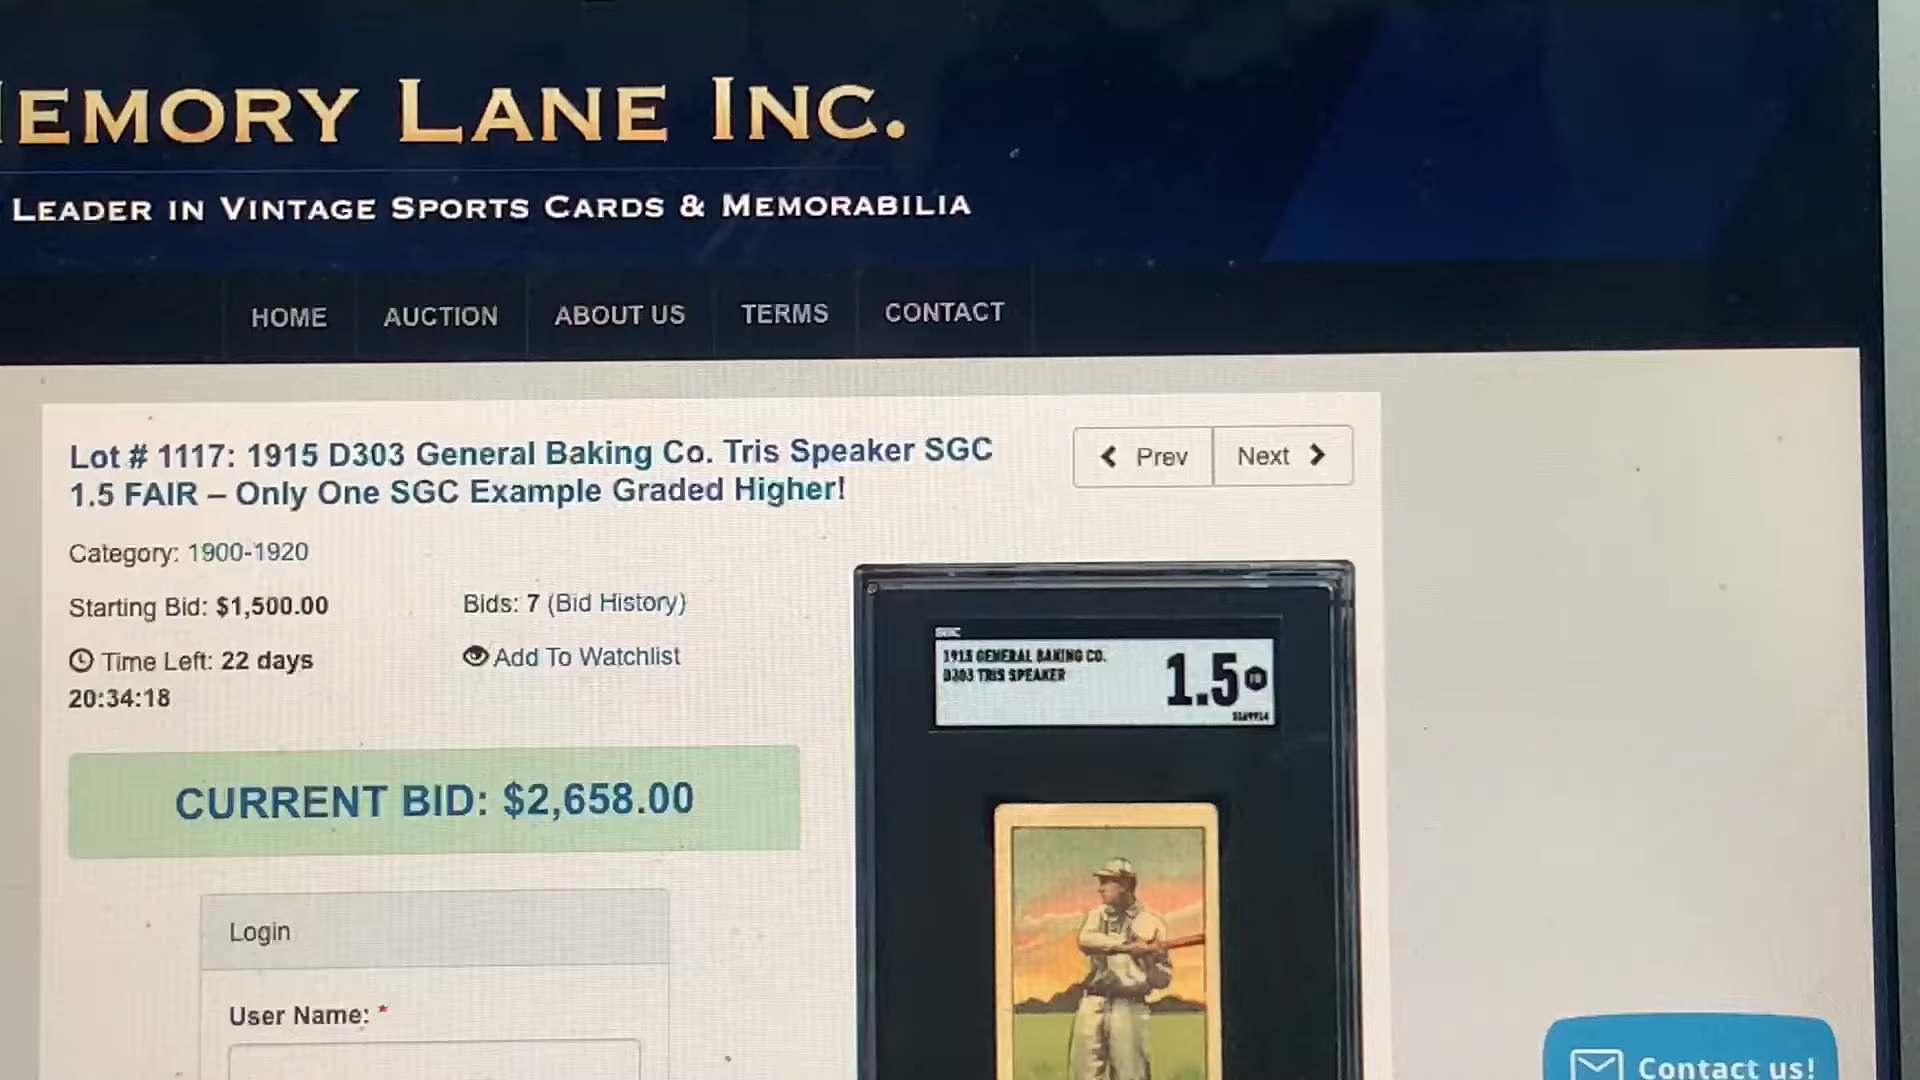 EMORY LANE INC.
LEADER IN VINTAGE SPORTS CARDS & MEMORABILIA
HOME AUCTION ABOUT US TERMS CONTACT
Lot # 1117: 1915 D303 General Baking Co. Tris Speaker SGC
1.5 FAIR – Only One SGC Example Graded Higher!
Prev Next
Category: 1900-1920
Starting Bid: $1,500.00
Bids: 7 (Bid History)
Time Left: 22 days
20:34:18
Add To Watchlist
CURRENT BID: $2,658.00
Login
User Name: *
SGC
1915 GENERAL BAKING CO.
D303 TRIS SPEAKER
1.5
Contact us!